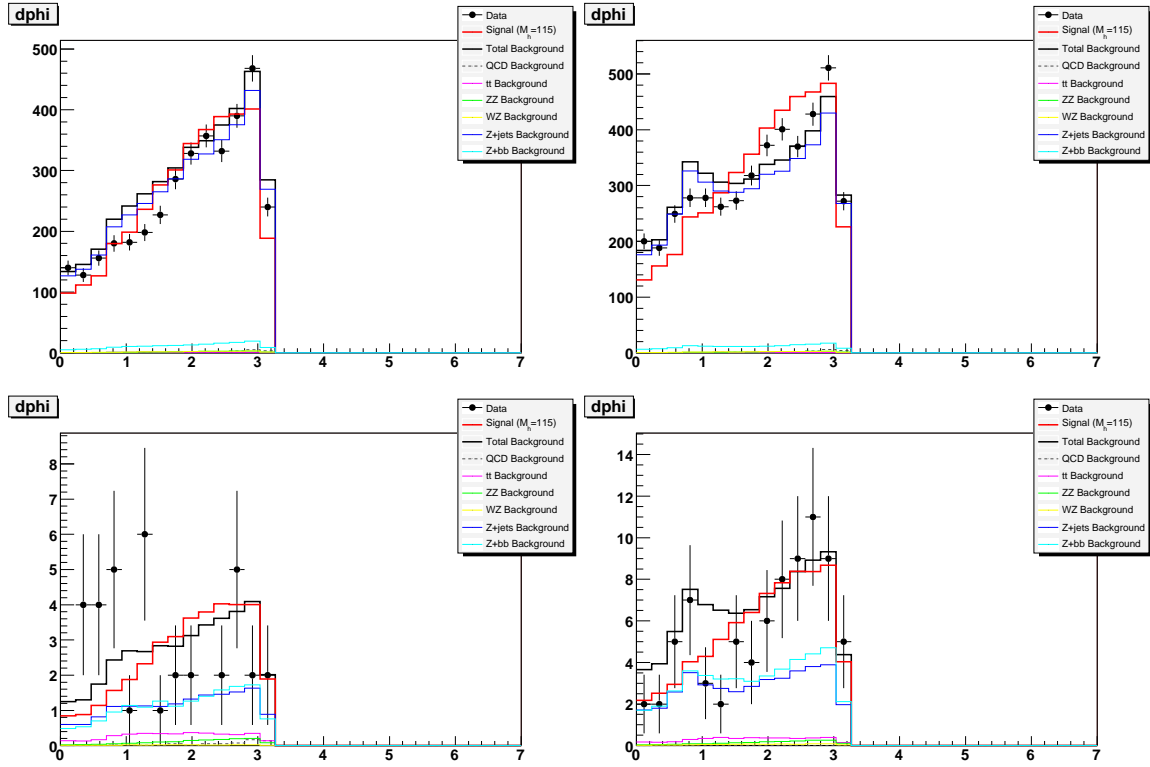 dphi
Data
Signal (M_h=115)
Total Background
QCD Background
tt Background
ZZ Background
WZ Background
Z+jets Background
Z+bb Background
500
400
300
200
100
0
0 1 2 3 4 5 6 7
dphi
Data
Signal (M_h=115)
Total Background
QCD Background
tt Background
ZZ Background
WZ Background
Z+jets Background
Z+bb Background
500
400
300
200
100
0
0 1 2 3 4 5 6 7
dphi
Data
Signal (M_h=115)
Total Background
QCD Background
tt Background
ZZ Background
WZ Background
Z+jets Background
Z+bb Background
8
7
6
5
4
3
2
1
0
0 1 2 3 4 5 6 7
dphi
Data
Signal (M_h=115)
Total Background
QCD Background
tt Background
ZZ Background
WZ Background
Z+jets Background
Z+bb Background
14
12
10
8
6
4
2
0
0 1 2 3 4 5 6 7